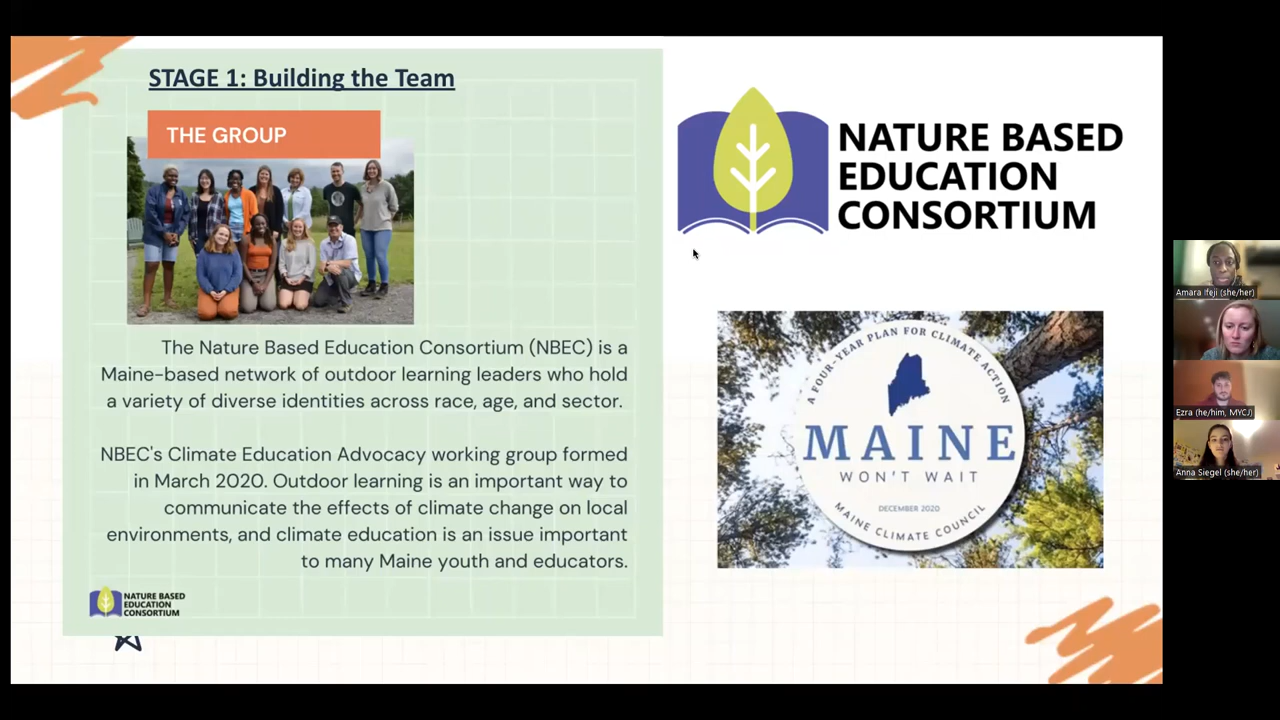 STAGE 1: Building the Team
THE GROUP
The Nature Based Education Consortium (NBEC) is a
Maine-based network of outdoor learning leaders who hold
a variety of diverse identities across race, age, and sector.
NBEC's Climate Education Advocacy working group formed
in March 2020. Outdoor learning is an important way to
communicate the effects of climate change on local
environments, and climate education is an issue important
to many Maine youth and educators.
NATURE BASED
EDUCATION
CONSORTIUM
NATURE BASED
EDUCATION
CONSORTIUM
A FOUR-YEAR PLAN FOR CLIMATE ACTION
MAINE
WON'T WAIT
DECEMBER 2020
MAINE CLIMATE COUNCIL
Amara Ifeji (she/her)
Ezra (he/him, MYCJ)
Anna Siegel (she/her)